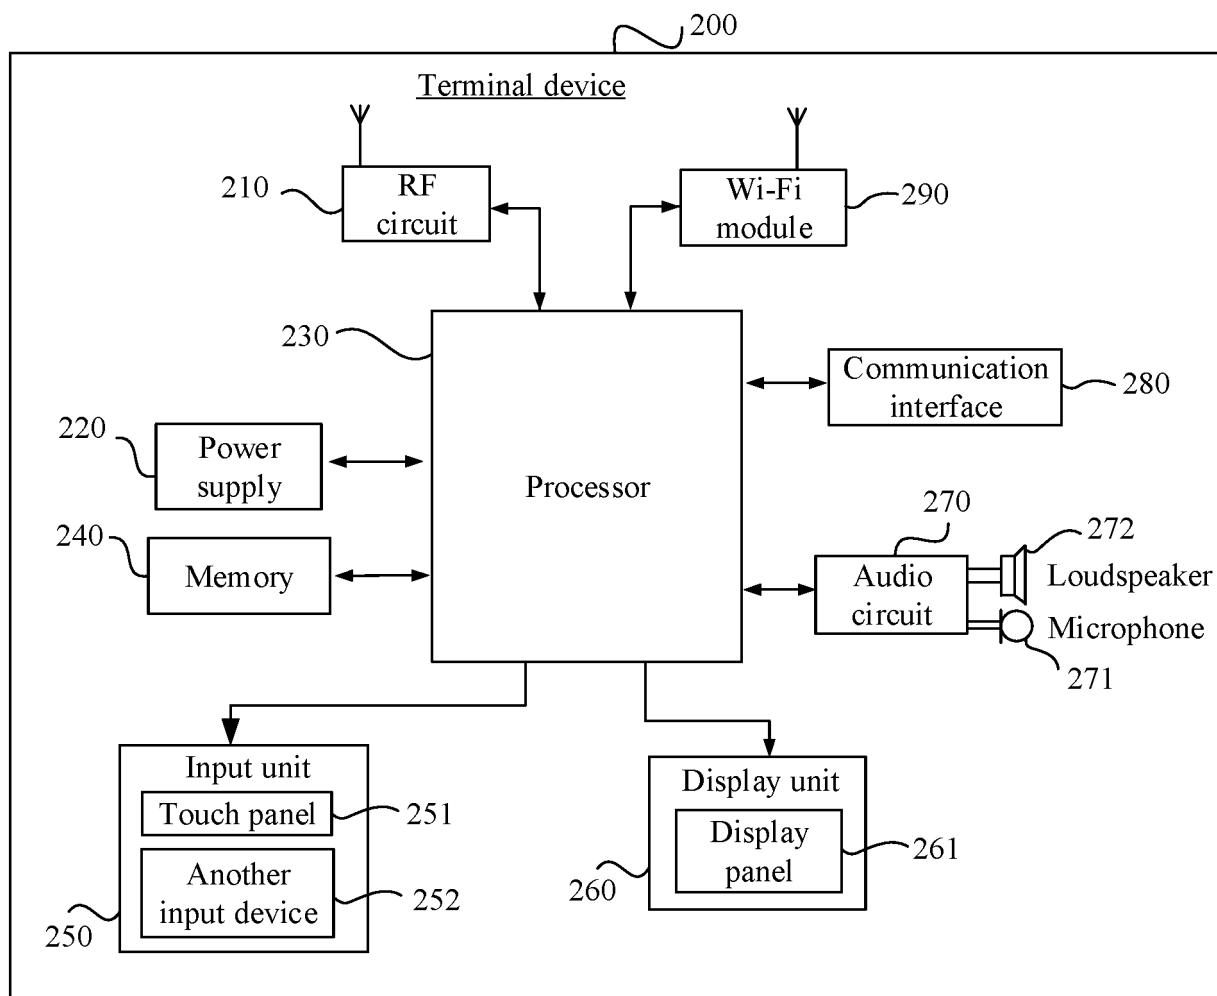 200
Terminal device
210
RF
circuit
Wi-Fi
module
290
230
Communication
interface
280
220
Power
supply
Processor
240
Memory
270
272
Audio
circuit
Loudspeaker
Microphone
271
Input unit
Touch panel
251
Another
input device
252
250
Display unit
Display
panel
261
260